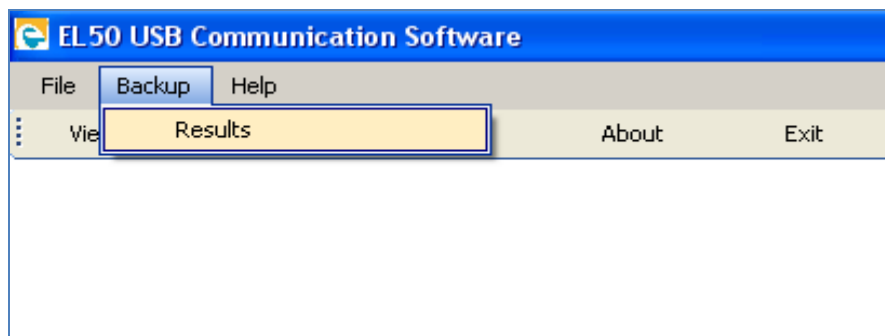 EL50 USB Communication Software
File Backup Help
Results
About Exit